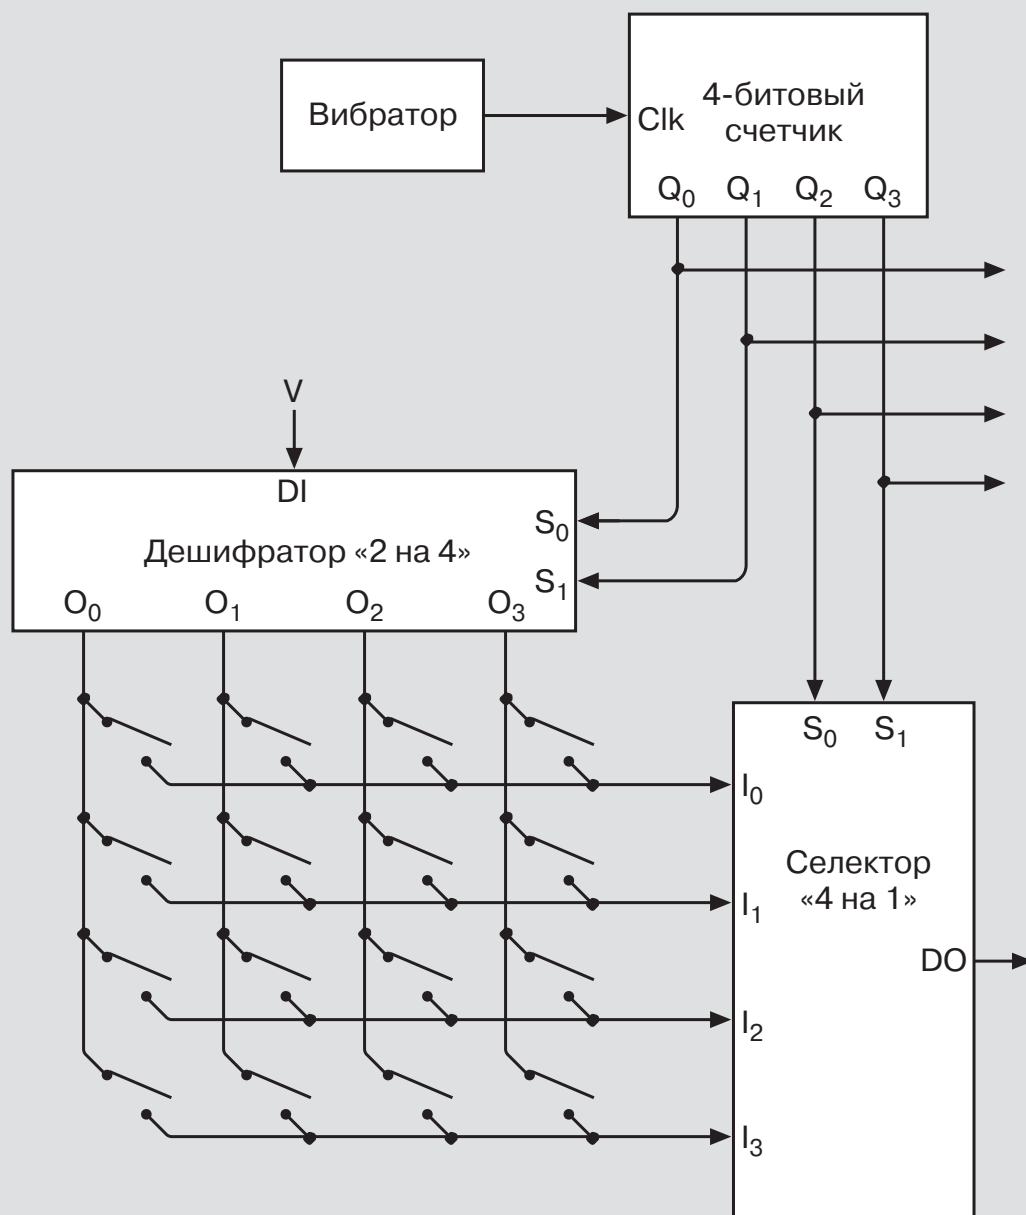 Вибратор
Clk
4-битовый
счетчик
Q0 Q1 Q2 Q3
V
DI
S0
Дешифратор «2 на 4»
S1
O0 O1 O2 O3
S0 S1
I0
Селектор
«4 на 1»
I1
DO
I2
I3